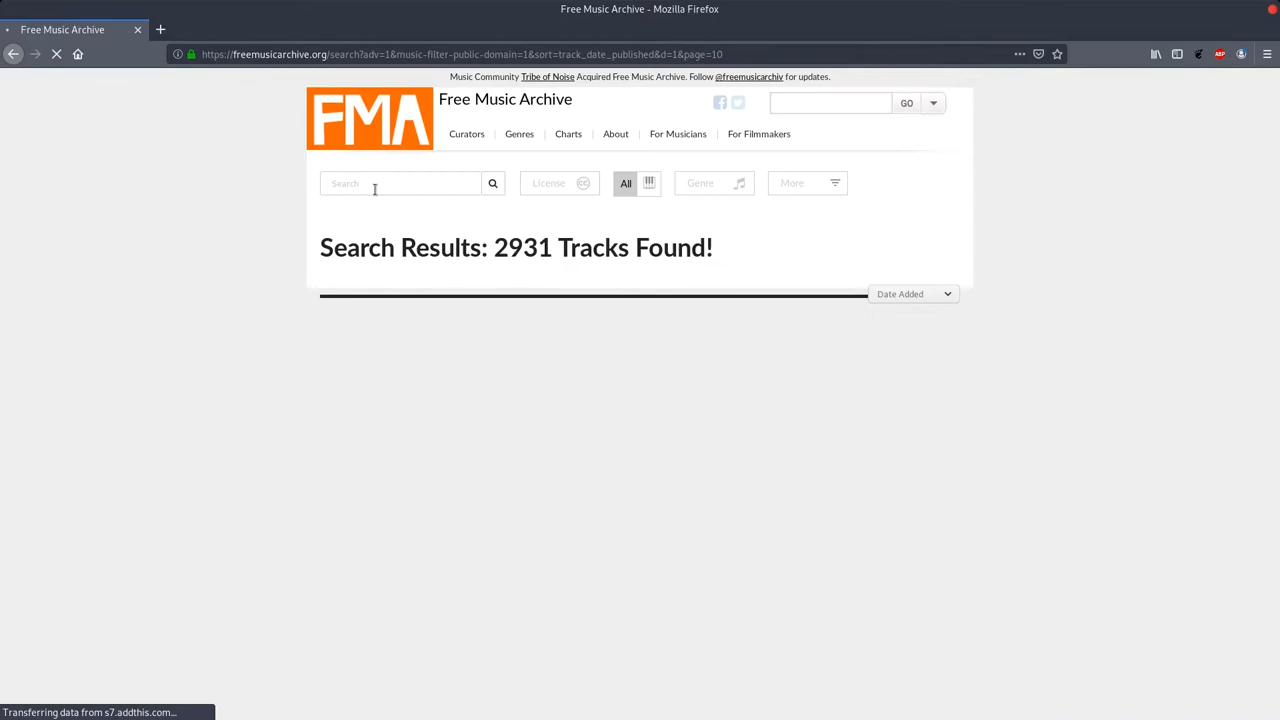 Free Music Archive - Mozilla Firefox
Free Music Archive
https://freemusicarchive.org/search?adv=1&music-filter-public-domain=1&sort=track_date_published&d=1&page=10
ABP
Music Community Tribe of Noise Acquired Free Music Archive. Follow @freemusicarchiv for updates.
FMA
Free Music Archive
GO
Curators
Genres
Charts
About
For Musicians
For Filmmakers
Search
License
cc
All
Genre
More
Search Results: 2931 Tracks Found!
Date Added
Transferring data from s7.addthis.com...